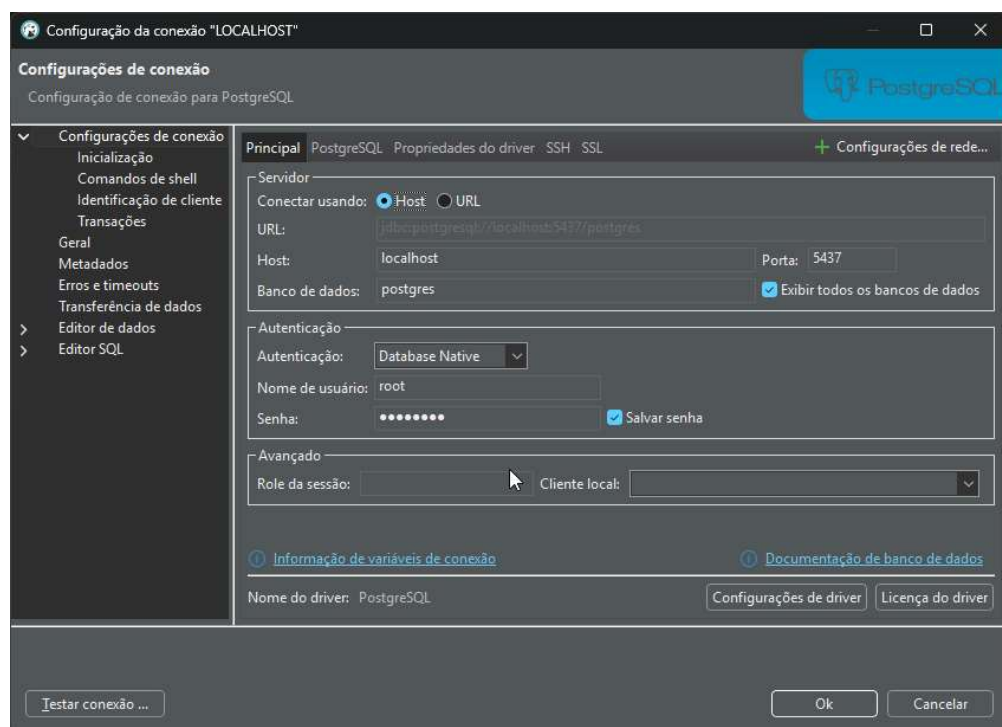 Configuração da conexão "LOCALHOST"
Configurações de conexão
Configuração de conexão para PostgreSQL
PostgreSQL
Configurações de conexão
Inicialização
Comandos de shell
Identificação de cliente
Transações
Geral
Metadados
Erros e timeouts
Transferência de dados
Editor de dados
Editor SQL
Principal PostgreSQL Propriedades do driver SSH SSL + Configurações de rede...
Servidor
Conectar usando: Host URL
URL: jdbc:postgresql://localhost:5437/postgres
Host: localhost Porta: 5437
Banco de dados: postgres Exibir todos os bancos de dados
Autenticação
Autenticação: Database Native
Nome de usuário: root
Senha: •••••••• Salvar senha
Avançado
Role da sessão: Cliente local:
Informação de variáveis de conexão Documentação de banco de dados
Nome do driver: PostgreSQL Configurações de driver Licença do driver
Testar conexão ... Ok Cancelar